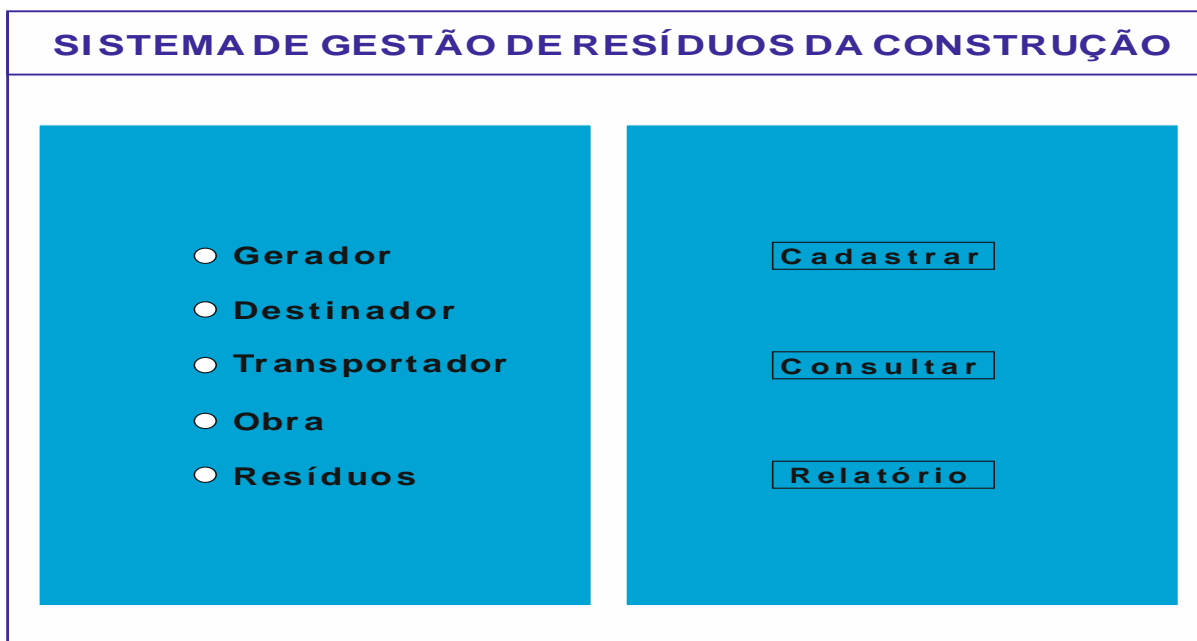 SISTEMA DE GESTÃO DE RESÍDUOS DA CONSTRUÇÃO
Gerador
Destinador
Transportador
Obra
Resíduos
Cadastrar
Consultar
Relatório